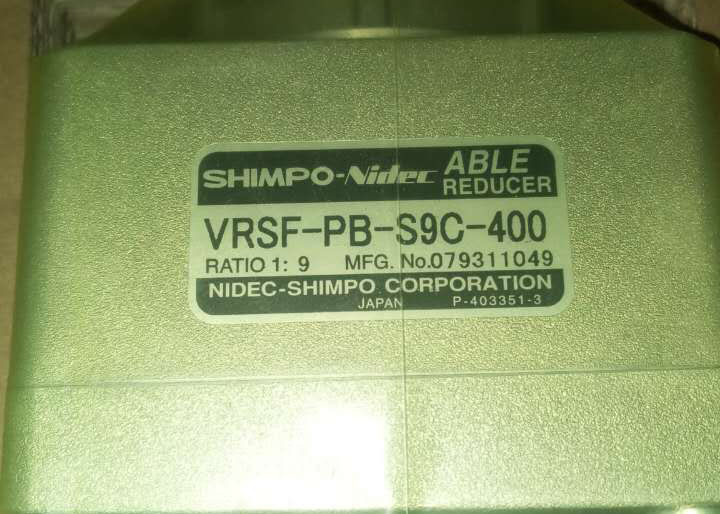 SHIMPO-Nidec ABLE REDUCER
VRSF-PB-S9C-400
RATIO 1: 9 MFG. No.079311049
NIDEC-SHIMPO CORPORATION
JAPAN P-403351-3